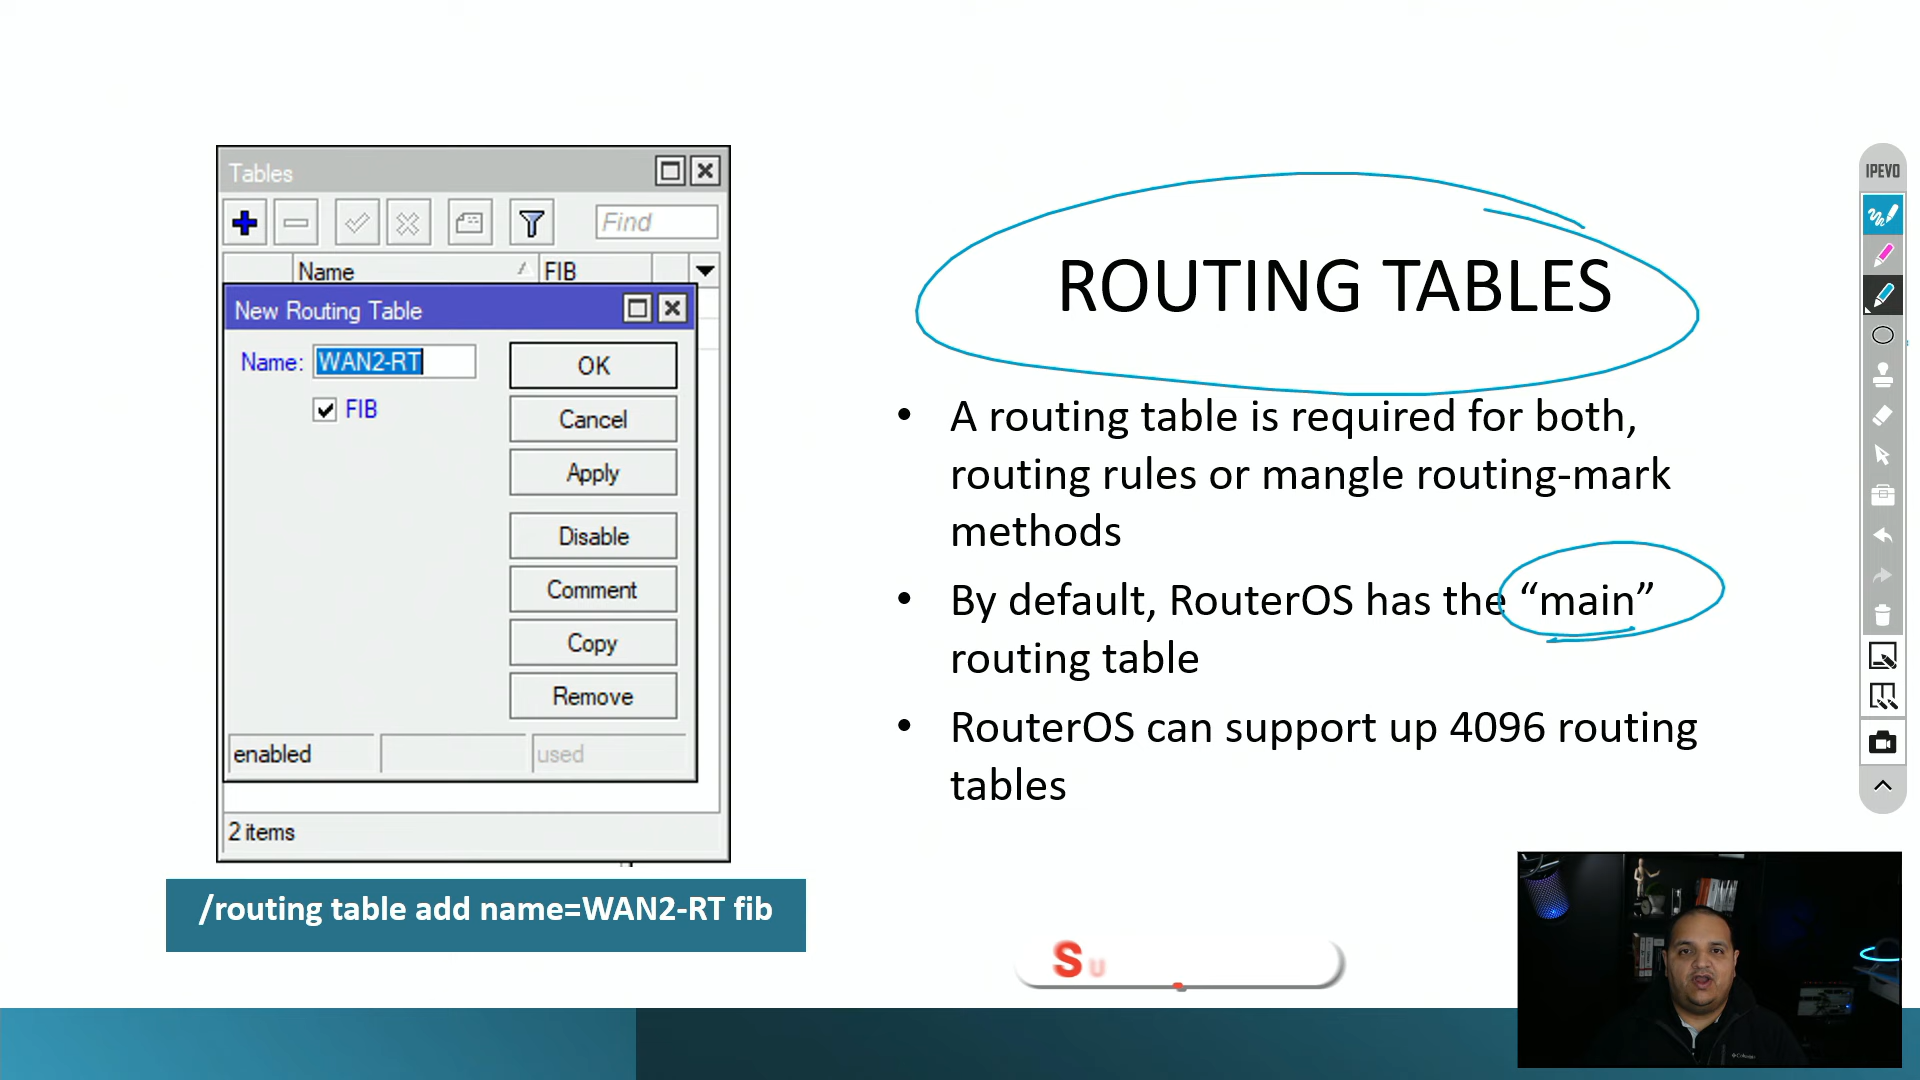 Tables
Find
Name FIB
New Routing Table
Name: WAN2-RT
FIB
OK
Cancel
Apply
Disable
Comment
Copy
Remove
enabled used
2 items
/routing table add name=WAN2-RT fib
ROUTING TABLES
• A routing table is required for both,
routing rules or mangle routing-mark
methods
• By default, RouterOS has the “main”
routing table
• RouterOS can support up 4096 routing
tables
Su
IPEVO